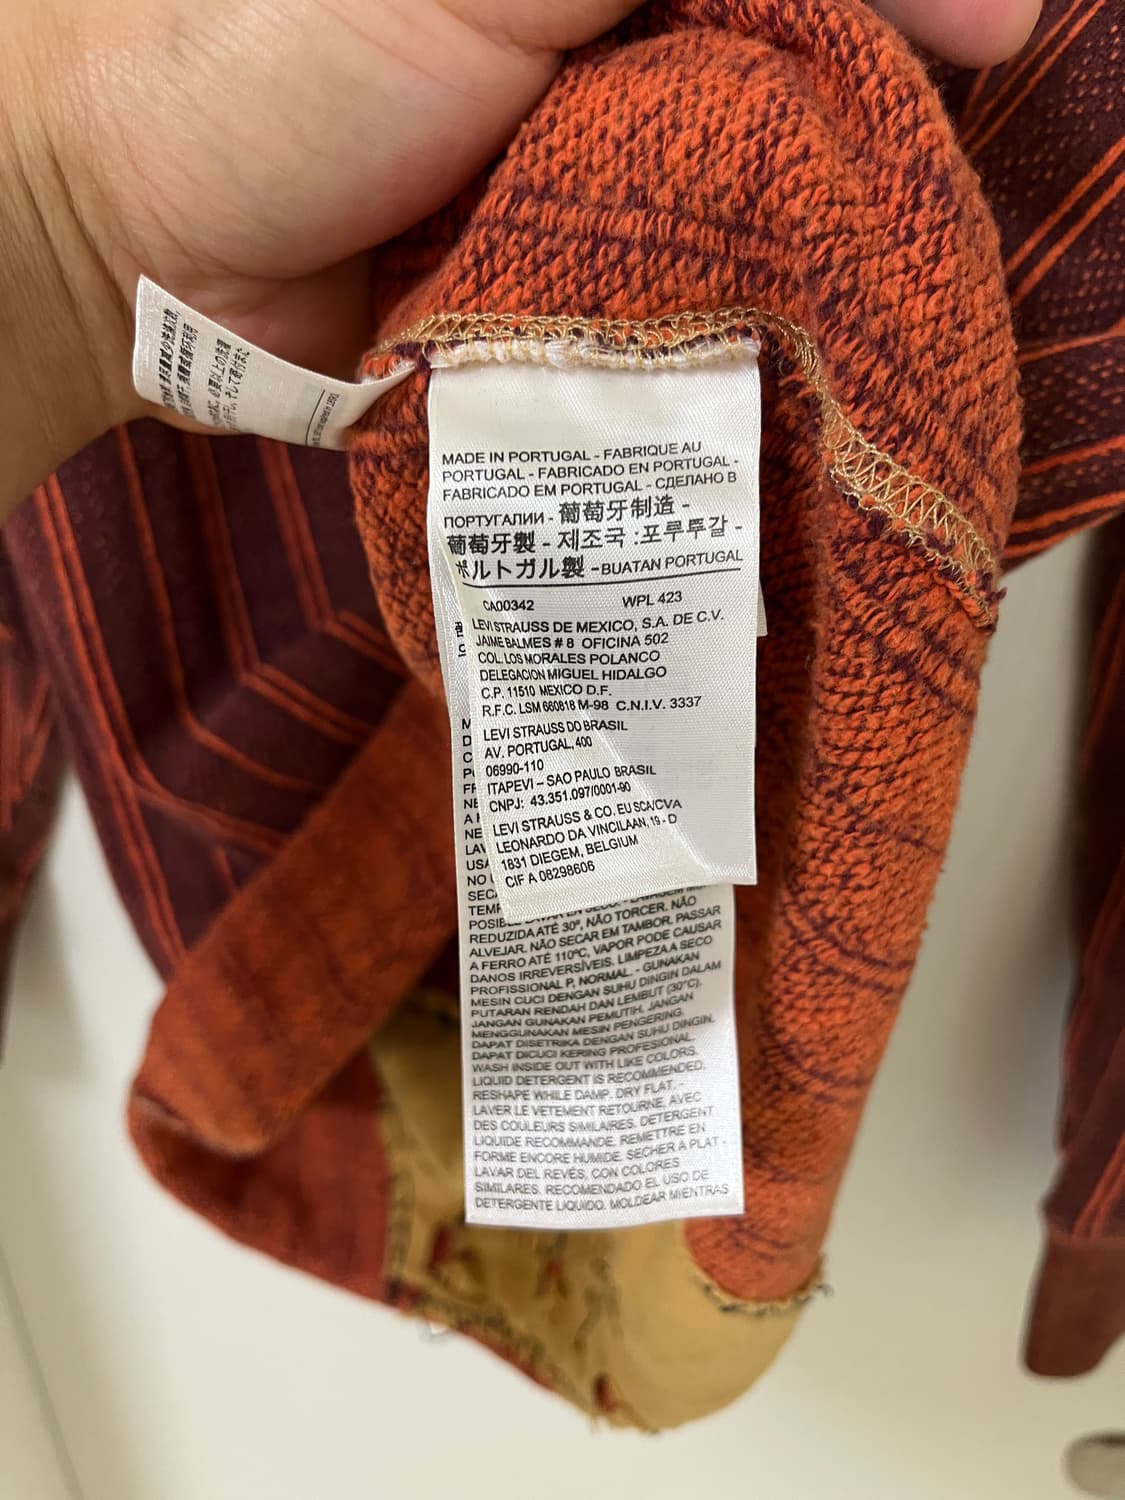 MADE IN PORTUGAL - FABRIQUE AU
PORTUGAL - FABRICADO EN PORTUGAL -
FABRICADO EM PORTUGAL - СДЕЛАНО В
ПОРТУГАЛИИ - 葡萄牙制造 -
葡萄牙製 - 제조국 :포루투갈 -
ポルトガル製 -BUATAN PORTUGAL
CA00342 WPL 423
LEVI STRAUSS DE MEXICO, S.A. DE C.V.
JAIME BALMES # 8 OFICINA 502
COL.LOS MORALES POLANCO
DELEGACION MIGUEL HIDALGO
C.P. 11510 MEXICO D.F.
R.F.C. LSM 660818 M-98 C.N.I.V. 3337
LEVI STRAUSS DO BRASIL
AV. PORTUGAL, 400
06990-110
ITAPEVI – SAO PAULO BRASIL
CNPJ: 43.351.097/0001-90
LEVI STRAUSS & CO. EU SCA/CVA
LEONARDO DA VINCILAAN, 19 - D
1831 DIEGEM, BELGIUM
CIF A 08298606
REDUZIDA ATÉ 30º, NÃO TORCER. NÃO
ALVEJAR. NÃO SECAR EM TAMBOR. PASSAR
A FERRO ATÉ 110ºC, VAPOR PODE CAUSAR
DANOS IRREVERSÍVEIS. LIMPEZA A SECO
PROFISSIONAL P, NORMAL. - GUNAKAN
MESIN CUCI DENGAN SUHU DINGIN DALAM
PUTARAN RENDAH DAN LEMBUT (30°C).
JANGAN GUNAKAN PEMUTIH. JANGAN
MENGGUNAKAN MESIN PENGERING.
DAPAT DISETRIKA DENGAN SUHU DINGIN.
DAPAT DICUCI KERING PROFESIONAL.
WASH INSIDE OUT WITH LIKE COLORS.
LIQUID DETERGENT IS RECOMMENDED.
RESHAPE WHILE DAMP. DRY FLAT. -
LAVER LE VETEMENT RETOURNE, AVEC
DES COULEURS SIMILAIRES. DETERGENT
LIQUIDE RECOMMANDE. REMETTRE EN
FORME ENCORE HUMIDE. SECHER A PLAT -
LAVAR DEL REVÉS, CON COLORES
SIMILARES. RECOMENDADO EL USO DE
DETERGENTE LIQUIDO. MOLDEAR MIENTRAS